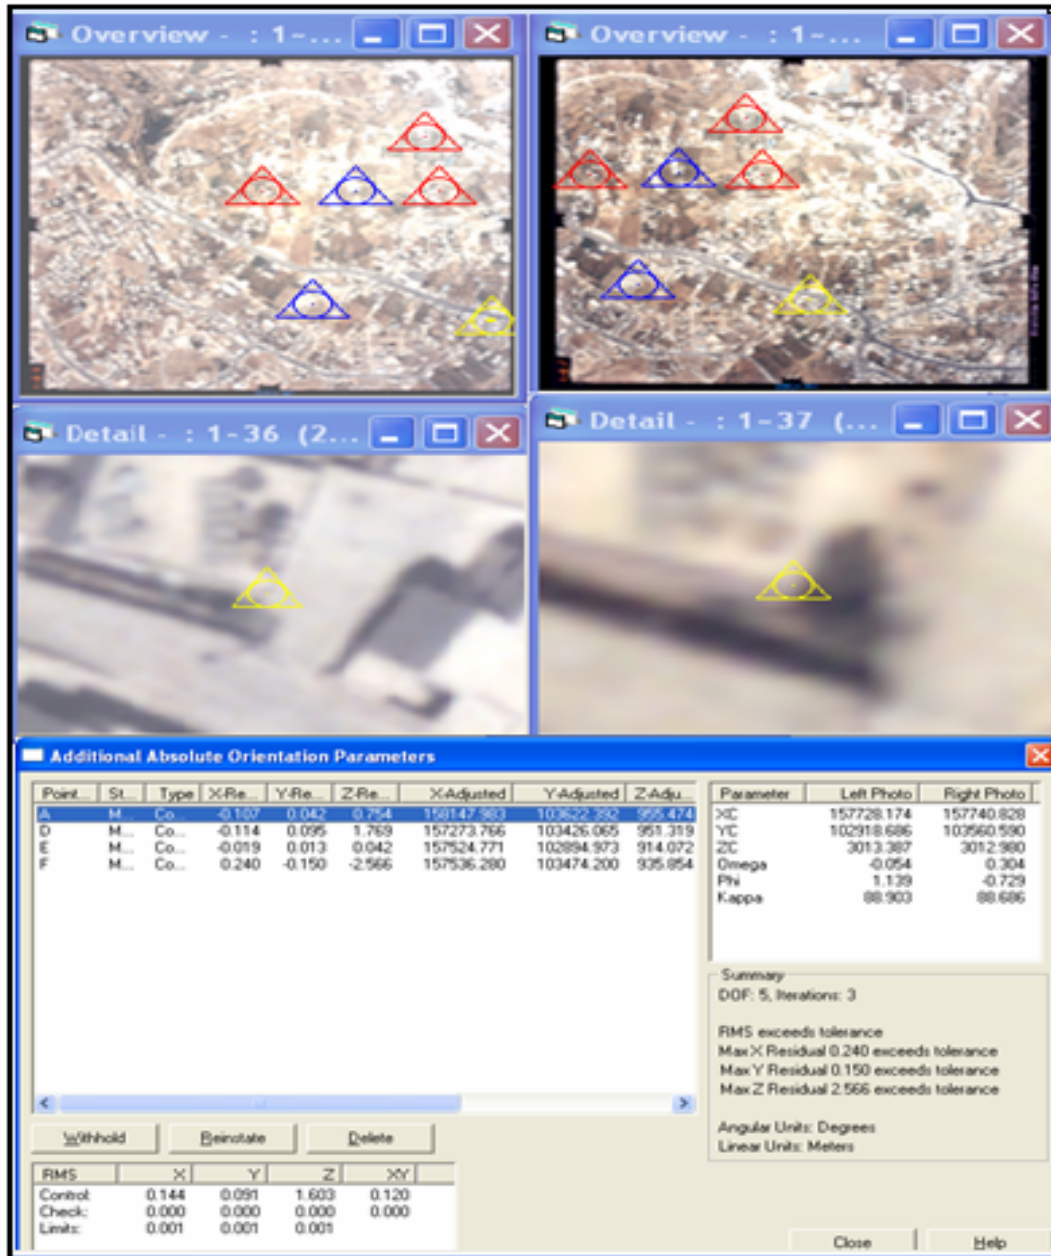 Overview - : 1~...
Overview - : 1~...
Detail - : 1~36 (2...
Detail - : 1~37 (...
Additional Absolute Orientation Parameters
Point... St... Type X-Re... Y-Re... Z-Re... X-Adjusted Y-Adjusted Z-Adju...
A M... Co... -0.107 0.042 0.754 158147.983 103622.392 955.474
D M... Co... -0.114 0.095 1.769 157273.766 103426.065 951.319
E M... Co... -0.019 0.013 0.042 157524.771 102894.973 914.072
F M... Co... 0.240 -0.150 -2.566 157536.280 103474.200 935.854
Parameter Left Photo Right Photo
XC 157728.174 157740.828
YC 102918.686 103560.590
ZC 3013.387 3012.980
Omega -0.054 0.304
Phi 1.139 -0.729
Kappa 88.903 88.686
Summary
DOF: 5, Iterations: 3
RMS exceeds tolerance
Max X Residual 0.240 exceeds tolerance
Max Y Residual 0.150 exceeds tolerance
Max Z Residual 2.566 exceeds tolerance
Angular Units: Degrees
Linear Units: Meters
Withhold Reinstate Delete
RMS X Y Z XY
Control: 0.144 0.091 1.603 0.120
Check: 0.000 0.000 0.000 0.000
Limits: 0.001 0.001 0.001
Close Help